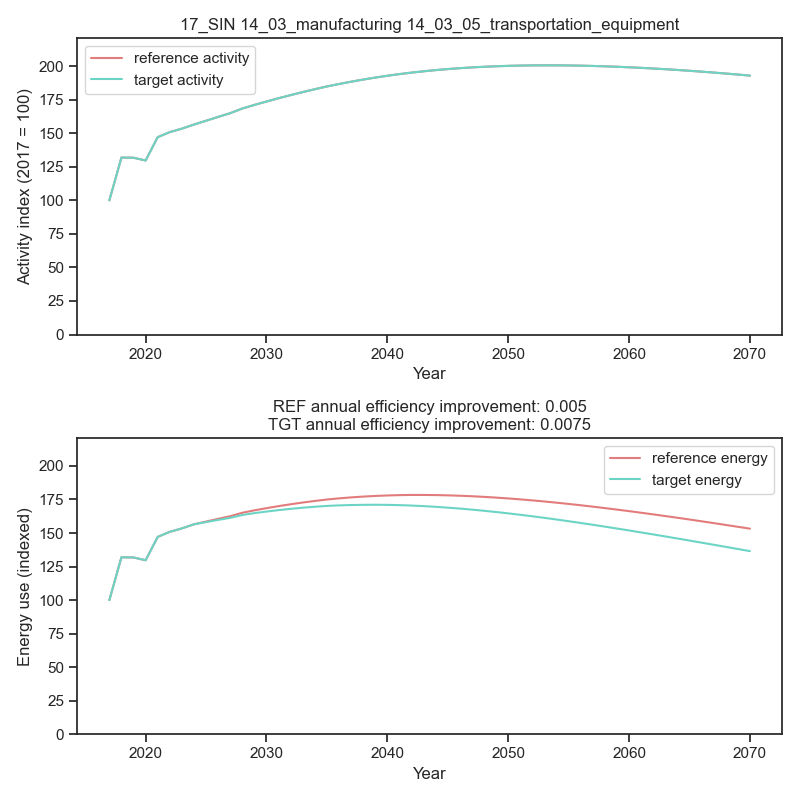 17_SIN 14_03_manufacturing 14_03_05_transportation_equipment
reference activity
target activity
200
175
150
125
100
75
50
25
0
Activity index (2017 = 100)
2020 2030 2040 2050 2060 2070
Year
REF annual efficiency improvement: 0.005
TGT annual efficiency improvement: 0.0075
reference energy
target energy
200
175
150
125
100
75
50
25
0
Energy use (indexed)
2020 2030 2040 2050 2060 2070
Year